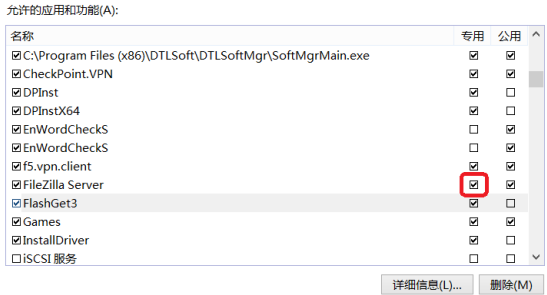 允许的应用和功能(A):
名称 专用 公用
C:\Program Files (x86)\DTLSoft\DTLSoftMgr\SoftMgrMain.exe
CheckPoint.VPN
DPInst
DPInstX64
EnWordCheckS
EnWordCheckS
f5.vpn.client
FileZilla Server
FlashGet3
Games
InstallDriver
iSCSI 服务
详细信息(L)... 删除(M)